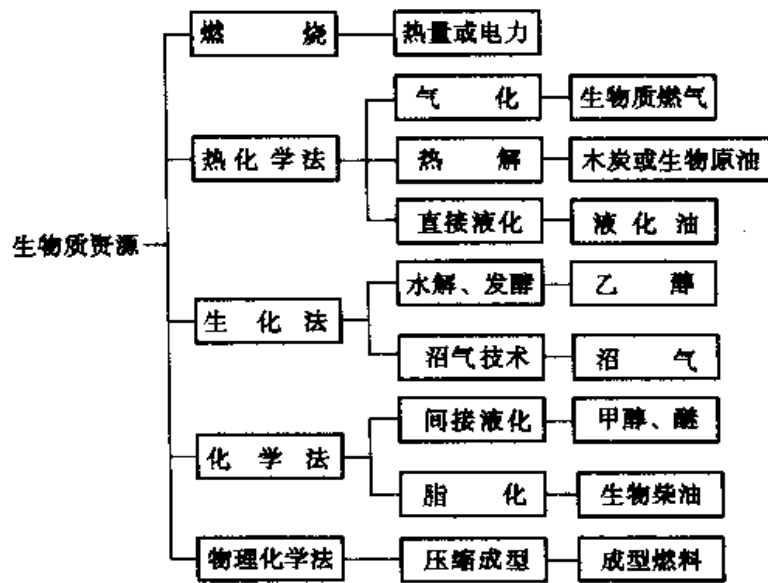 燃烧 热量或电力
气化 生物质燃气
热化学法 热解 木炭或生物原油
直接液化 液化油
生物质资源
水解、发酵 乙醇
生化法
沼气技术 沼气
间接液化 甲醇、醚
化学法
脂化 生物柴油
物理化学法 压缩成型 成型燃料